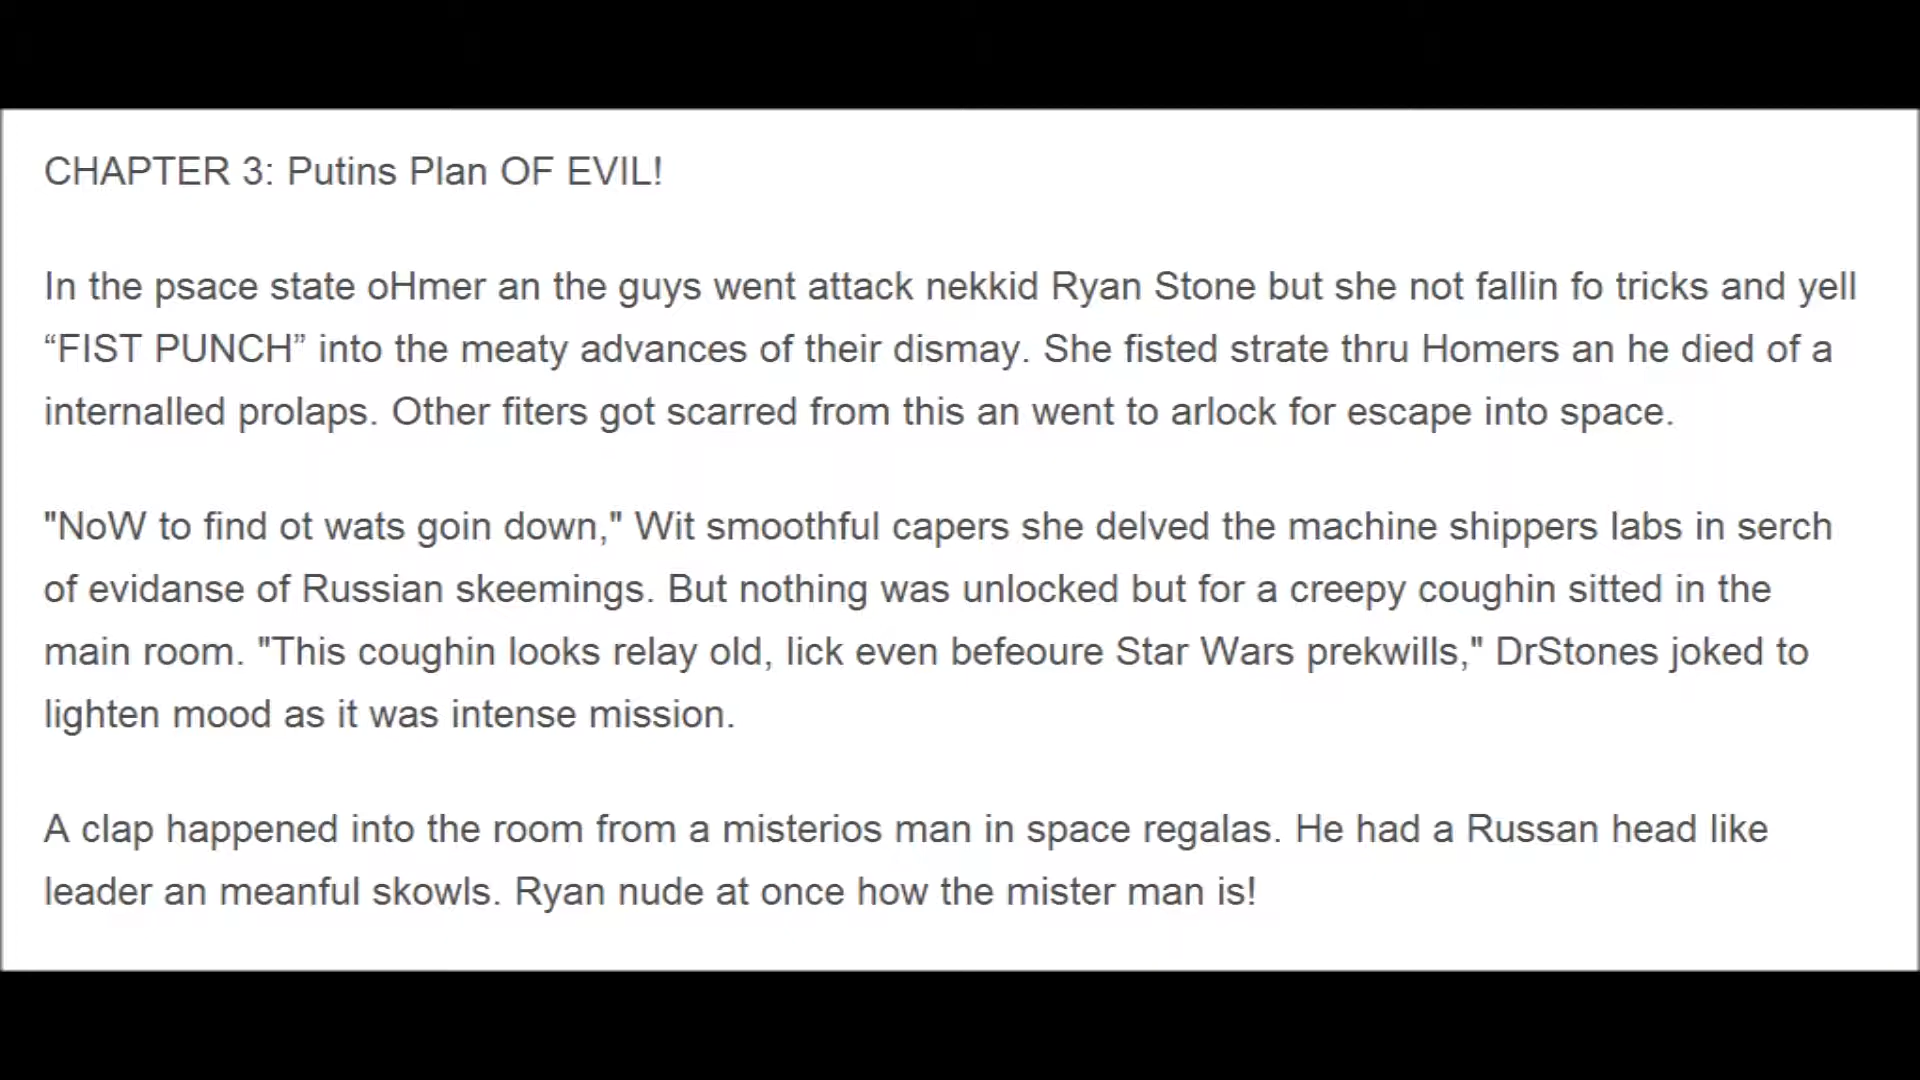 CHAPTER 3: Putins Plan OF EVIL!
In the psace state oHmer an the guys went attack nekkid Ryan Stone but she not fallin fo tricks and yell
“FIST PUNCH” into the meaty advances of their dismay. She fisted strate thru Homers an he died of a
internalled prolaps. Other fiters got scarred from this an went to arlock for escape into space.
"NoW to find ot wats goin down," Wit smoothful capers she delved the machine shippers labs in serch
of evidanse of Russian skeemings. But nothing was unlocked but for a creepy coughin sitted in the
main room. "This coughin looks relay old, lick even befeoure Star Wars prekwills," DrStones joked to
lighten mood as it was intense mission.
A clap happened into the room from a misterios man in space regalas. He had a Russan head like
leader an meanful skowls. Ryan nude at once how the mister man is!